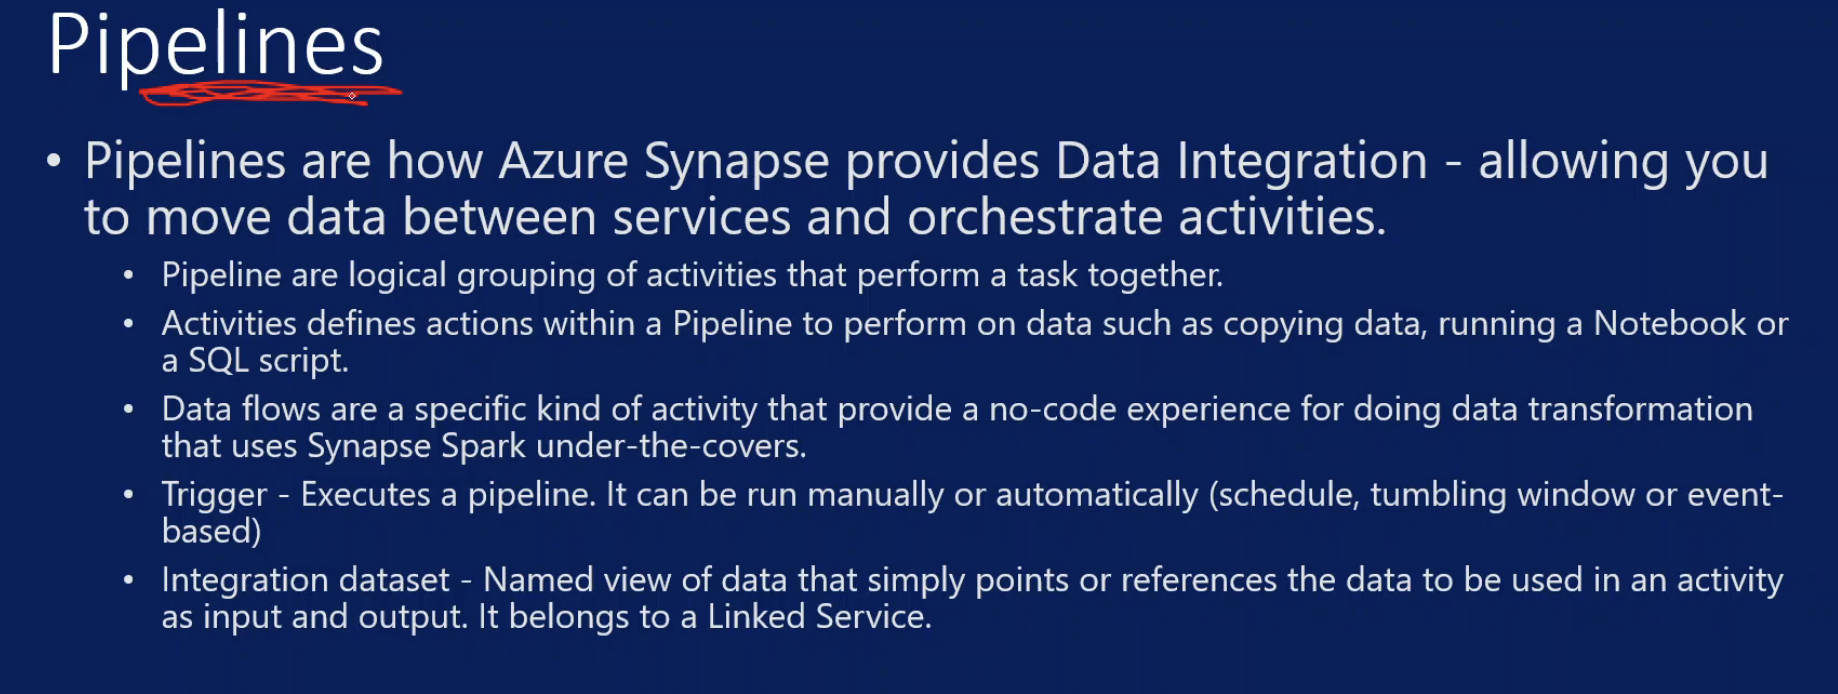 Pipelines
• Pipelines are how Azure Synapse provides Data Integration - allowing you
to move data between services and orchestrate activities.
• Pipeline are logical grouping of activities that perform a task together.
• Activities defines actions within a Pipeline to perform on data such as copying data, running a Notebook or
a SQL script.
• Data flows are a specific kind of activity that provide a no-code experience for doing data transformation
that uses Synapse Spark under-the-covers.
• Trigger - Executes a pipeline. It can be run manually or automatically (schedule, tumbling window or event-
based)
• Integration dataset - Named view of data that simply points or references the data to be used in an activity
as input and output. It belongs to a Linked Service.